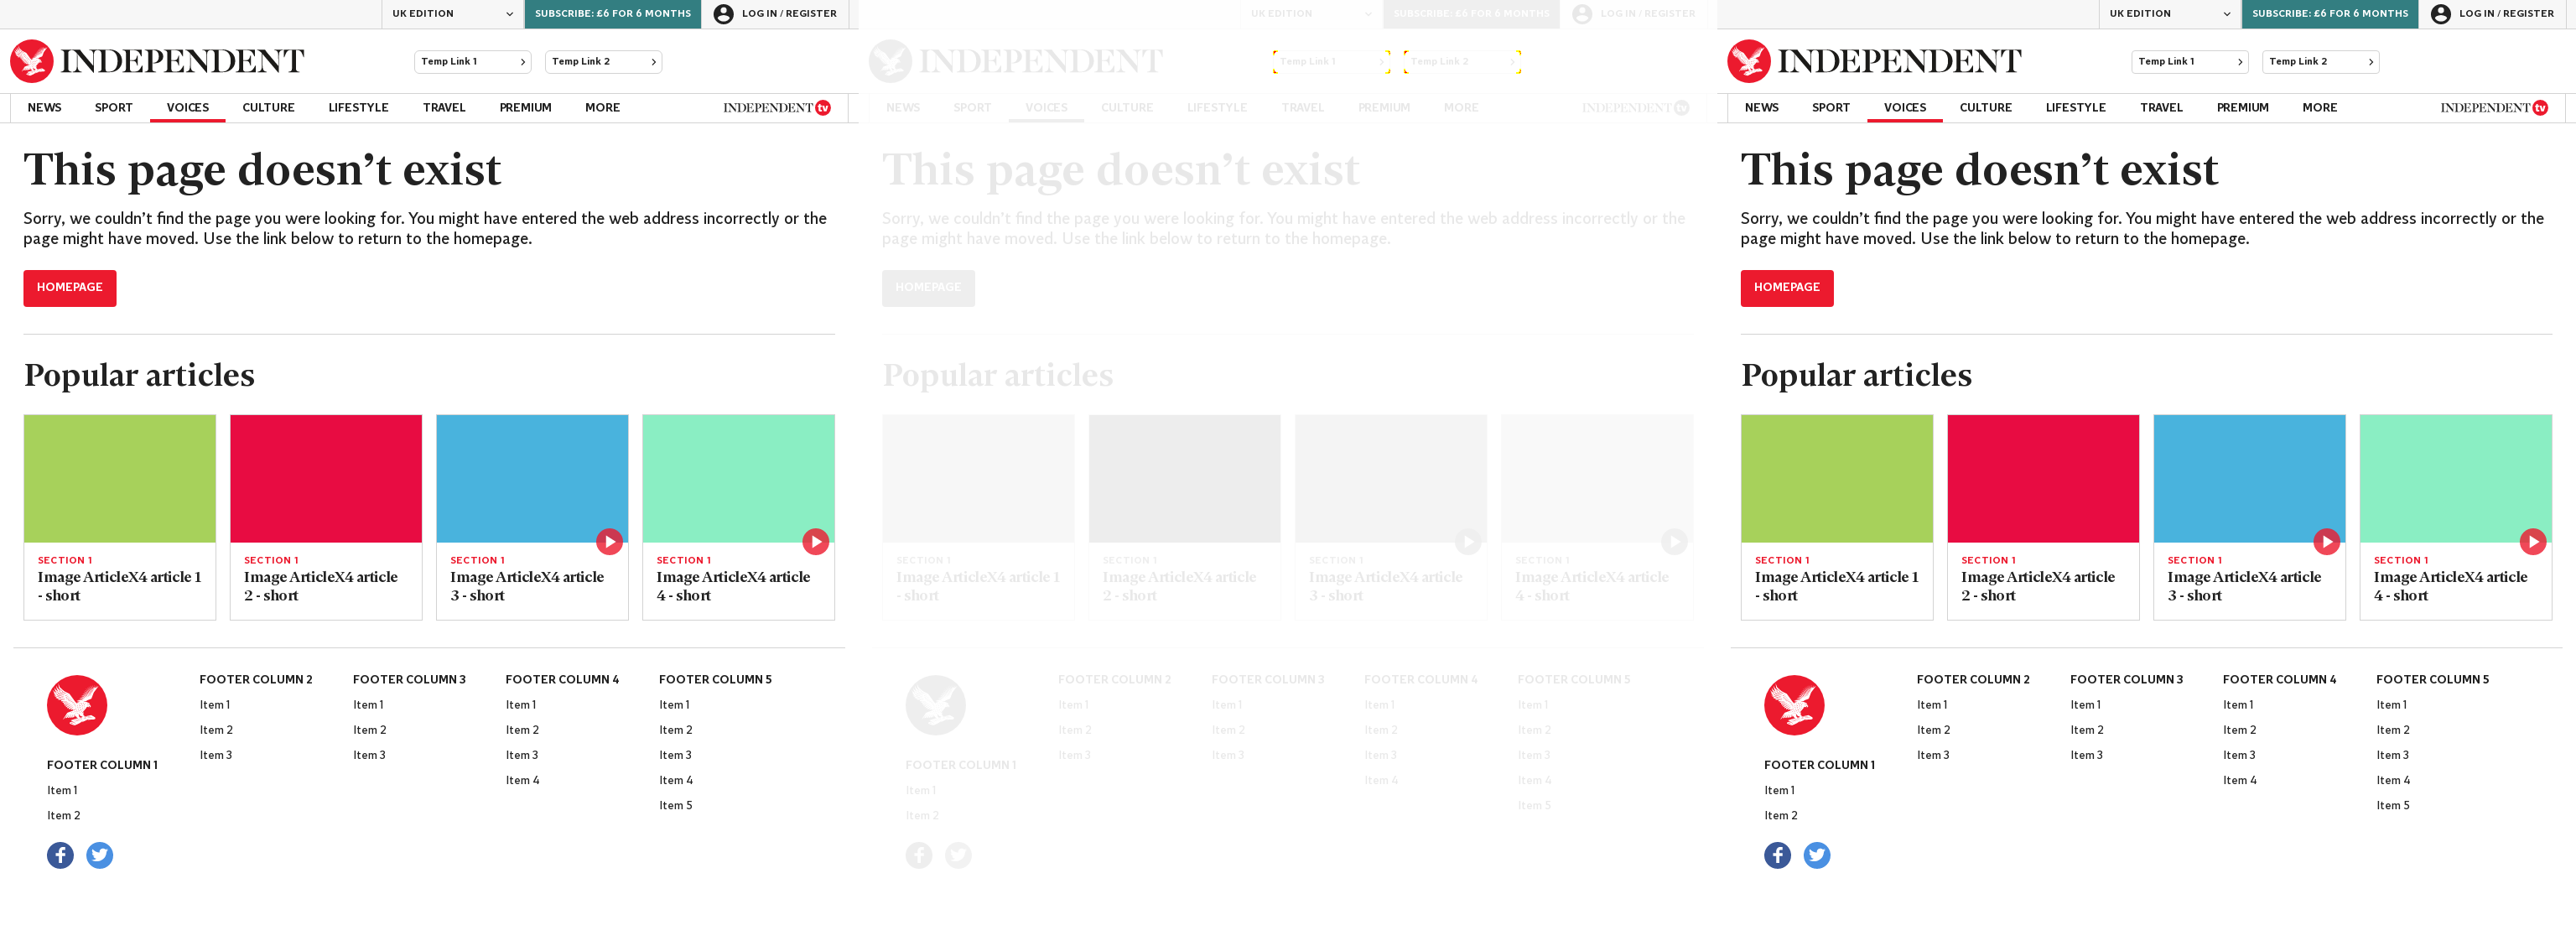 UK EDITION
SUBSCRIBE: £6 FOR 6 MONTHS
LOG IN / REGISTER
INDEPENDENT
Temp Link 1
Temp Link 2
NEWS SPORT VOICES CULTURE LIFESTYLE TRAVEL PREMIUM MORE
INDEPENDENT tv
This page doesn’t exist
Sorry, we couldn’t find the page you were looking for. You might have entered the web address incorrectly or the
page might have moved. Use the link below to return to the homepage.
HOMEPAGE
Popular articles
SECTION 1
Image ArticleX4 article 1
- short
SECTION 1
Image ArticleX4 article
2 - short
SECTION 1
Image ArticleX4 article
3 - short
SECTION 1
Image ArticleX4 article
4 - short
FOOTER COLUMN 1
Item 1
Item 2
FOOTER COLUMN 2
Item 1
Item 2
Item 3
FOOTER COLUMN 3
Item 1
Item 2
Item 3
FOOTER COLUMN 4
Item 1
Item 2
Item 3
Item 4
FOOTER COLUMN 5
Item 1
Item 2
Item 3
Item 4
Item 5
UK EDITION
SUBSCRIBE: £6 FOR 6 MONTHS
LOG IN / REGISTER
INDEPENDENT
Temp Link 1
Temp Link 2
NEWS SPORT VOICES CULTURE LIFESTYLE TRAVEL PREMIUM MORE
INDEPENDENT tv
This page doesn’t exist
Sorry, we couldn’t find the page you were looking for. You might have entered the web address incorrectly or the
page might have moved. Use the link below to return to the homepage.
HOMEPAGE
Popular articles
SECTION 1
Image ArticleX4 article 1
- short
SECTION 1
Image ArticleX4 article
2 - short
SECTION 1
Image ArticleX4 article
3 - short
SECTION 1
Image ArticleX4 article
4 - short
FOOTER COLUMN 1
Item 1
Item 2
FOOTER COLUMN 2
Item 1
Item 2
Item 3
FOOTER COLUMN 3
Item 1
Item 2
Item 3
FOOTER COLUMN 4
Item 1
Item 2
Item 3
Item 4
FOOTER COLUMN 5
Item 1
Item 2
Item 3
Item 4
Item 5
UK EDITION
SUBSCRIBE: £6 FOR 6 MONTHS
LOG IN / REGISTER
INDEPENDENT
Temp Link 1
Temp Link 2
NEWS SPORT VOICES CULTURE LIFESTYLE TRAVEL PREMIUM MORE
INDEPENDENT tv
This page doesn’t exist
Sorry, we couldn’t find the page you were looking for. You might have entered the web address incorrectly or the
page might have moved. Use the link below to return to the homepage.
HOMEPAGE
Popular articles
SECTION 1
Image ArticleX4 article 1
- short
SECTION 1
Image ArticleX4 article
2 - short
SECTION 1
Image ArticleX4 article
3 - short
SECTION 1
Image ArticleX4 article
4 - short
FOOTER COLUMN 1
Item 1
Item 2
FOOTER COLUMN 2
Item 1
Item 2
Item 3
FOOTER COLUMN 3
Item 1
Item 2
Item 3
FOOTER COLUMN 4
Item 1
Item 2
Item 3
Item 4
FOOTER COLUMN 5
Item 1
Item 2
Item 3
Item 4
Item 5